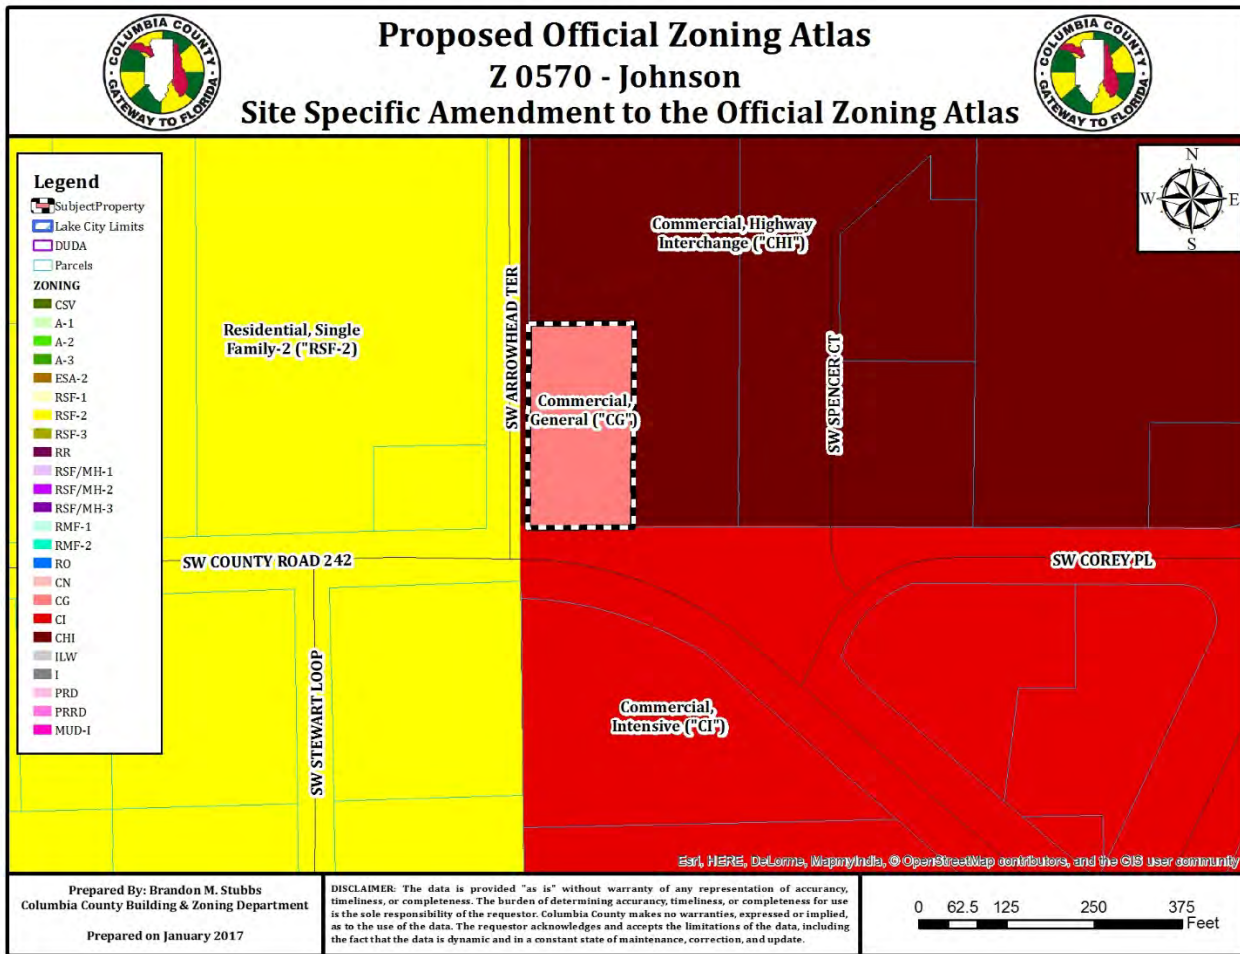 COLUMBIA COUNTY
GATEWAY TO FLORIDA
Proposed Official Zoning Atlas
Z 0570 - Johnson
Site Specific Amendment to the Official Zoning Atlas
COLUMBIA COUNTY
GATEWAY TO FLORIDA
Legend
SubjectProperty
Lake City Limits
DUDA
Parcels
ZONING
CSV
A-1
A-2
A-3
ESA-2
RSF-1
RSF-2
RSF-3
RR
RSF/MH-1
RSF/MH-2
RSF/MH-3
RMF-1
RMF-2
RO
CN
CG
CI
CHI
ILW
I
PRD
PRRD
MUD-I
N
W
E
S
Commercial, Highway
Interchange ("CHI")
Residential, Single
Family-2 ("RSF-2)
SW ARROWHEAD TER
Commercial,
General ("CG")
SW SPENCER CT
SW COUNTY ROAD 242
SW COREY PL
SW STEWART LOOP
Commercial,
Intensive ("CI")
Esri, HERE, DeLorme, MapmyIndia, © OpenStreetMap contributors, and the GIS user community
Prepared By: Brandon M. Stubbs
Columbia County Building & Zoning Department
Prepared on January 2017
DISCLAIMER: The data is provided "as is" without warranty of any representation of accurancy,
timeliness, or completeness. The burden of determining accuracy, timeliness, or completeness for use
is the sole responsibility of the requestor. Columbia County makes no warranties, expressed or implied,
as to the use of the data. The requestor acknowledges and accepts the limitations of the data, including
the fact that the data is dynamic and in a constant state of maintenance, correction, and update.
0 62.5 125 250 375
Feet